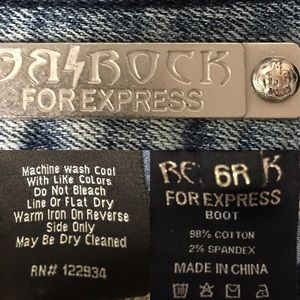 ROCK
FOR EXPRESS
Machine Wash Cool
With Like Colors
Do Not Bleach
Line Or Flat Dry
Warm Iron On Reverse
Side Only
May Be Dry Cleaned
RN# 122934
6R
FOR EXPRESS
BOOT
98% COTTON
2% SPANDEX
MADE IN CHINA